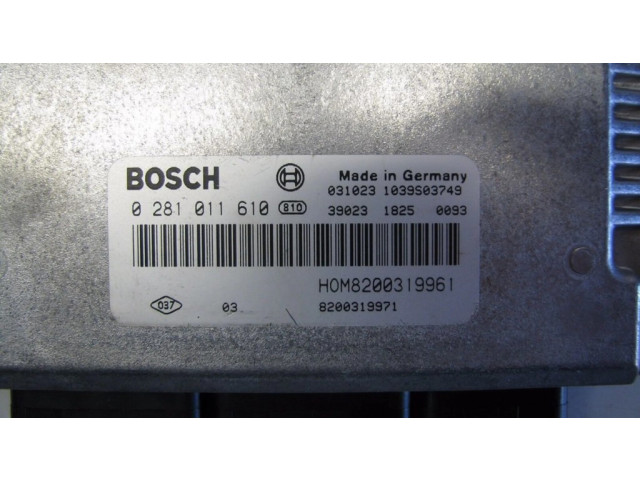 BOSCH
Made in Germany
031023 1039S03749
0 281 011 610 810
39023 1825 0093
HOM8200319961
037
03
8200319971